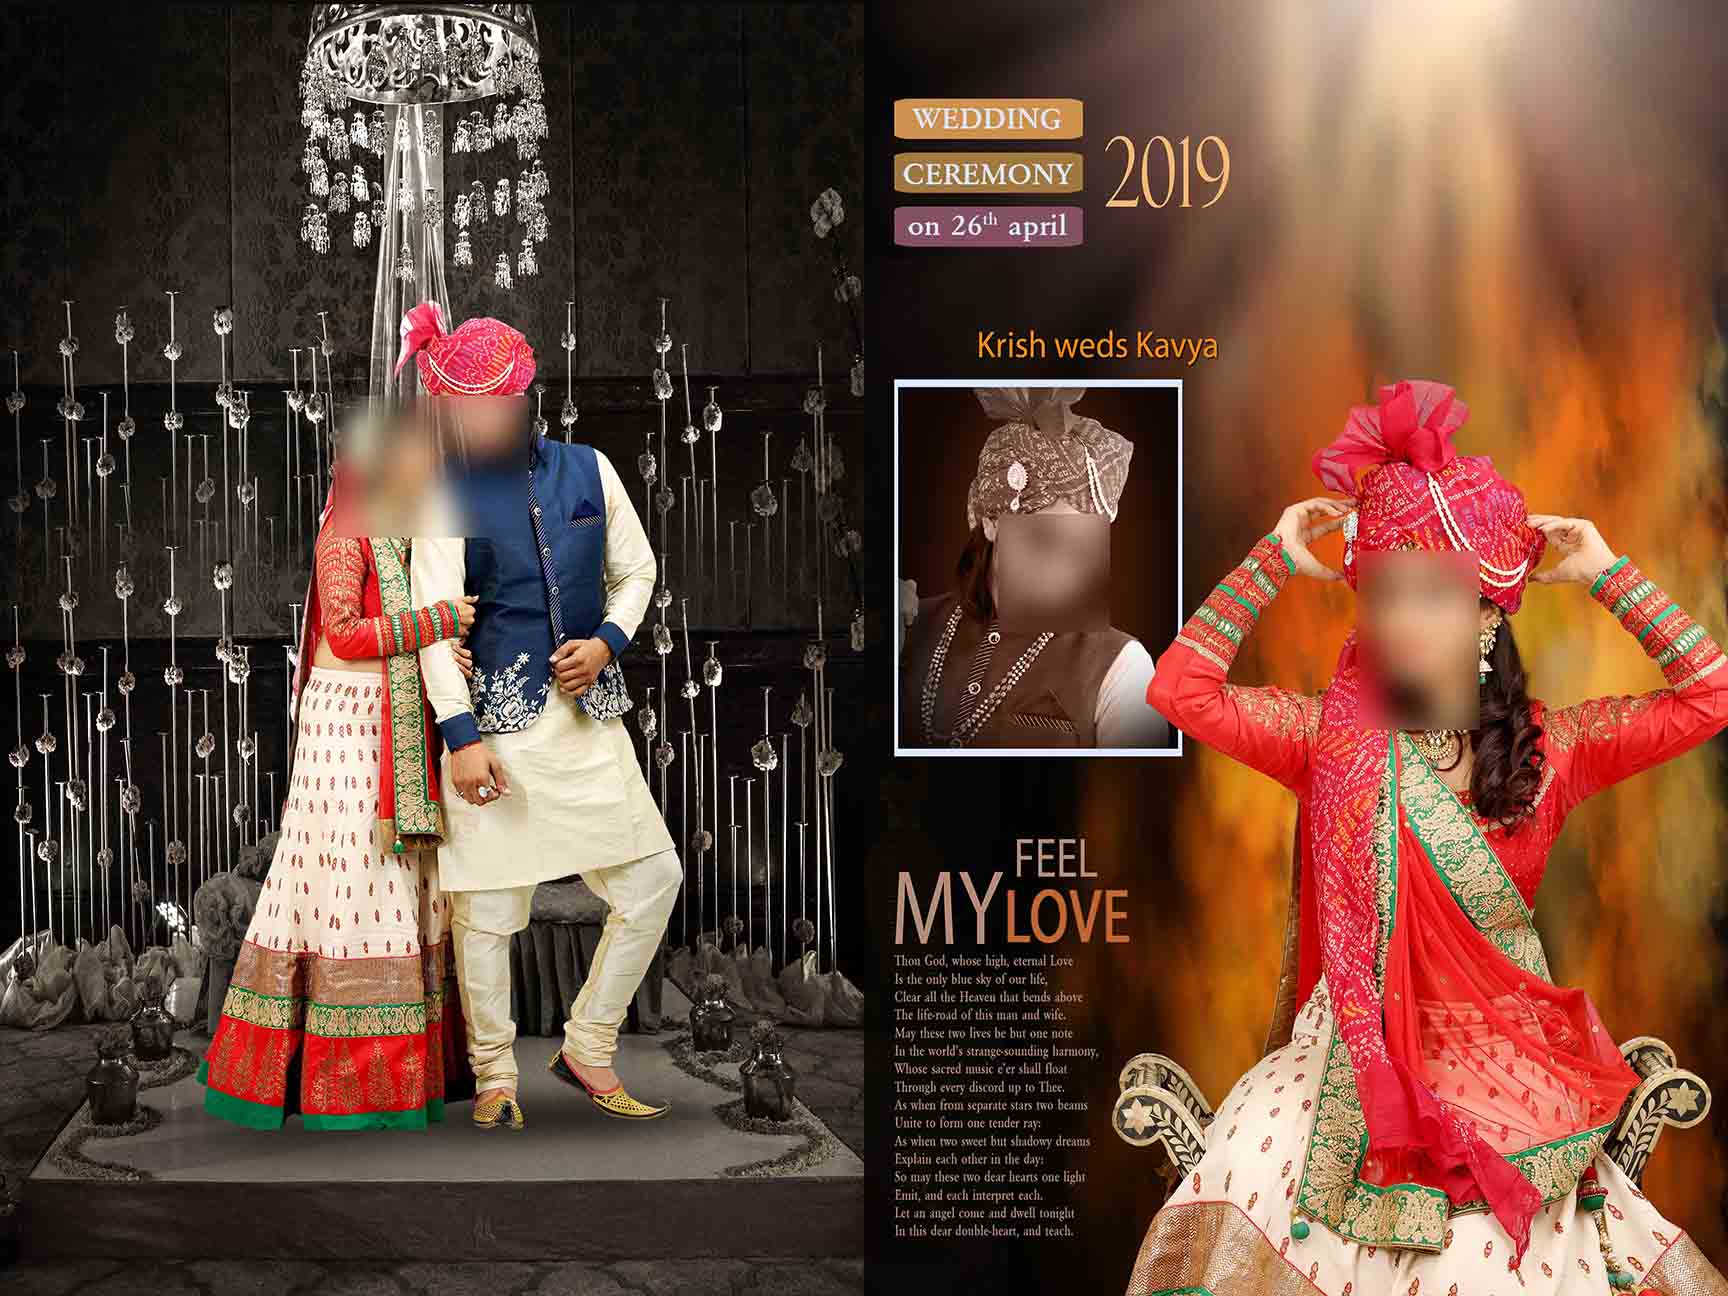 WEDDING
CEREMONY
on 26th april
2019
Krish weds Kavya
FEEL
MY LOVE
Thou God, whose high, eternal Love
Is the only blue sky of our life,
Clear all the Heaven that bends above
The life-road of this man and wife.
May these two lives be but one note
In the world's strange-sounding harmony,
Whose sacred music e'er shall float
Through every discord up to Thee.
As when from separate stars two beams
Unite to form one tender ray:
As when two sweet but shadowy dreams
Explain each other in the day:
So may these two dear hearts one light
Emit, and each interpret each.
Let an angel come and dwell tonight
In this dear double-heart, and teach.